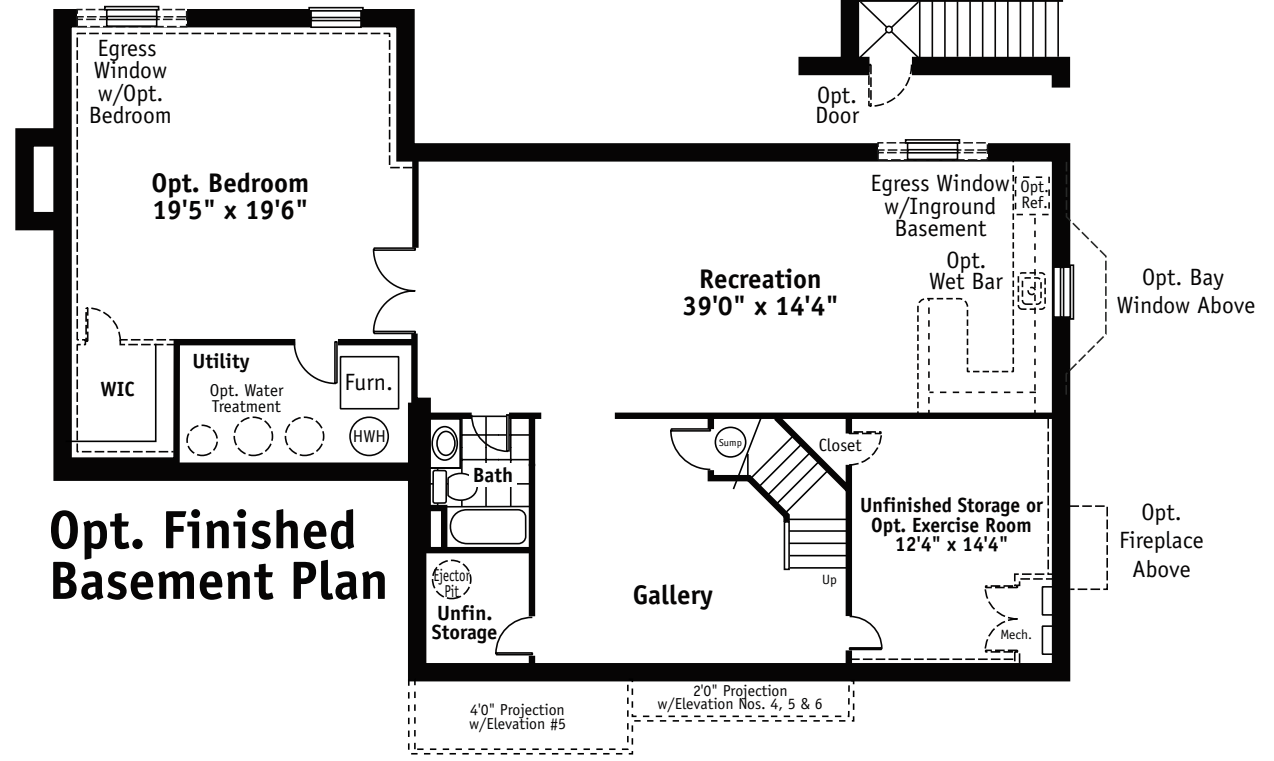 Egress
Window
w/Opt.
Bedroom
Opt.
Door
Opt. Bedroom
19'5" x 19'6"
Egress Window
w/Inground
Basement
Opt.
Ref.
Opt.
Wet Bar
Recreation
39'0" x 14'4"
Opt. Bay
Window Above
WIC
Utility
Opt. Water
Treatment
Furn.
HWH
Bath
Sump
Closet
Unfinished Storage or
Opt. Exercise Room
12'4" x 14'4"
Opt.
Fireplace
Above
Opt. Finished
Basement Plan
Ejector
Pit
Unfin.
Storage
Gallery
Up
Mech.
4'0" Projection
w/Elevation #5
2'0" Projection
w/Elevation Nos. 4, 5 & 6